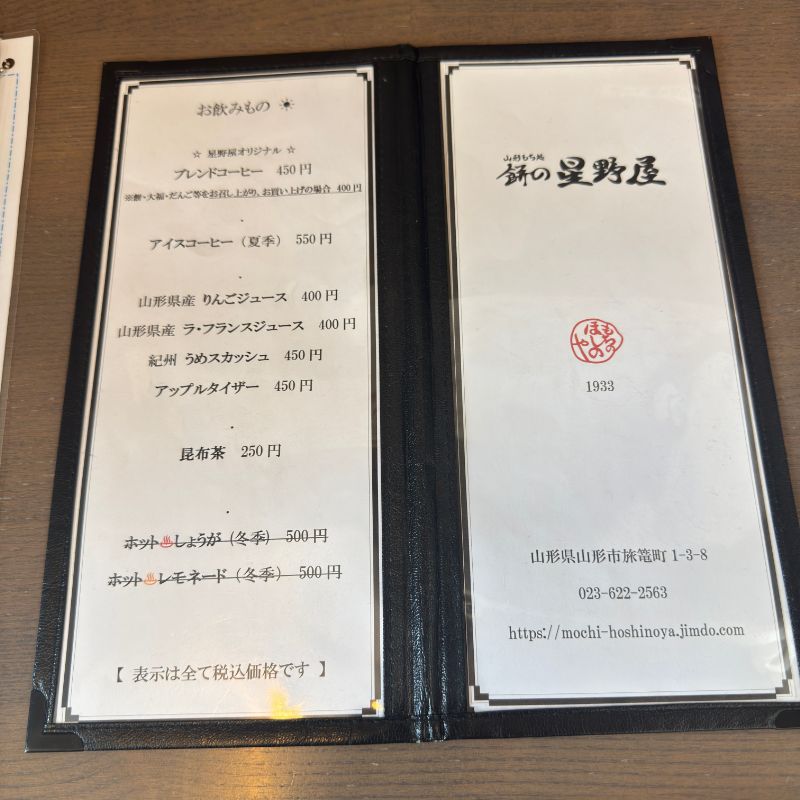 お飲みもの ☀
☆ 星野屋オリジナル ☆
ブレンドコーヒー 450円
※餅・大福・だんご等をお召し上がり、お買い上げの場合 400円
アイスコーヒー（夏季） 550円
・
山形県産 りんごジュース 400円
山形県産 ラ・フランスジュース 400円
紀州 うめスカッシュ 450円
アップルタイザー 450円
・
昆布茶 250円
・
ホット♨しょうが（冬季） 500円
ホット♨レモネード（冬季） 500円
【 表示は全て税込価格です 】
山形もち処
餅の星野屋
もちの
ほしの
や
1933
山形県山形市旅篭町1-3-8
023-622-2563
https://mochi-hoshinoya.jimdo.com